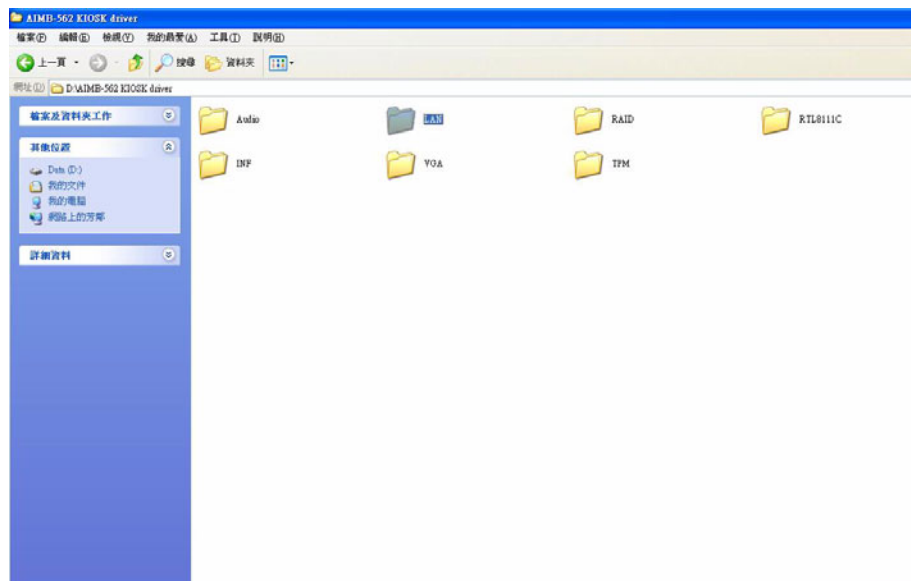 AIMB-562 KIOSK driver
檔案(F) 編輯(E) 檢視(V) 我的最愛(A) 工具(T) 說明(H)
上一頁 搜尋 資料夾
網址(D) D:\AIMB-562 KIOSK driver
檔案及資料夾工作
其他位置
Data (D:)
我的文件
我的電腦
網路上的芳鄰
詳細資料
Audio LAN RAID RTL8111C
INF VGA TPM